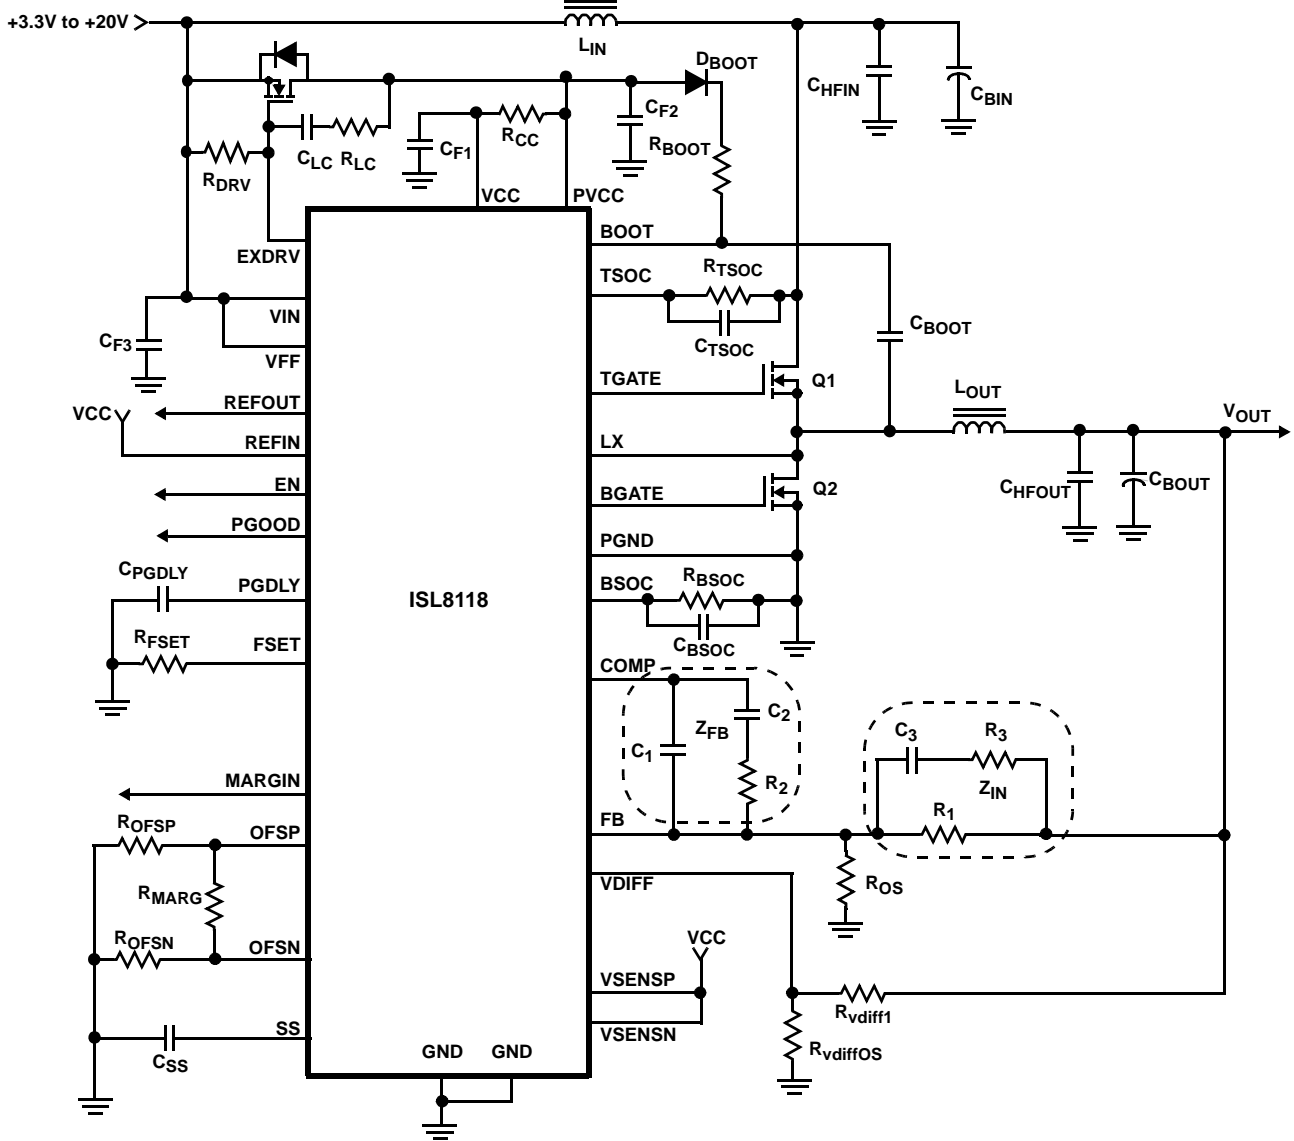 +3.3V to +20V
LIN
DBOOT
CHFIN
CBIN
CF2
RBOOT
CLC RLC
CF1
RCC
RDRV
VCC
PVCC
EXDRV
BOOT
TSOC
RTSOC
CTSOC
VIN
CF3
VFF
CBOOT
TGATE
Q1
LOUT
VOUT
VCC
REFOUT
REFIN
LX
EN
BGATE
Q2
CHFOUT
CBOUT
PGOOD
PGND
CPGDLY
PGDLY
BSOC
RBSOC
CBSOC
ISL8118
RFSET
FSET
COMP
C1
ZFB
C2
R2
C3
R3
ZIN
R1
MARGIN
FB
ROFSP
OFSP
RMARG
ROS
VDIFF
ROFSN
OFSN
VCC
VSENSP
VSENSN
Rvdiff1
RvdiffOS
SS
CSS
GND
GND